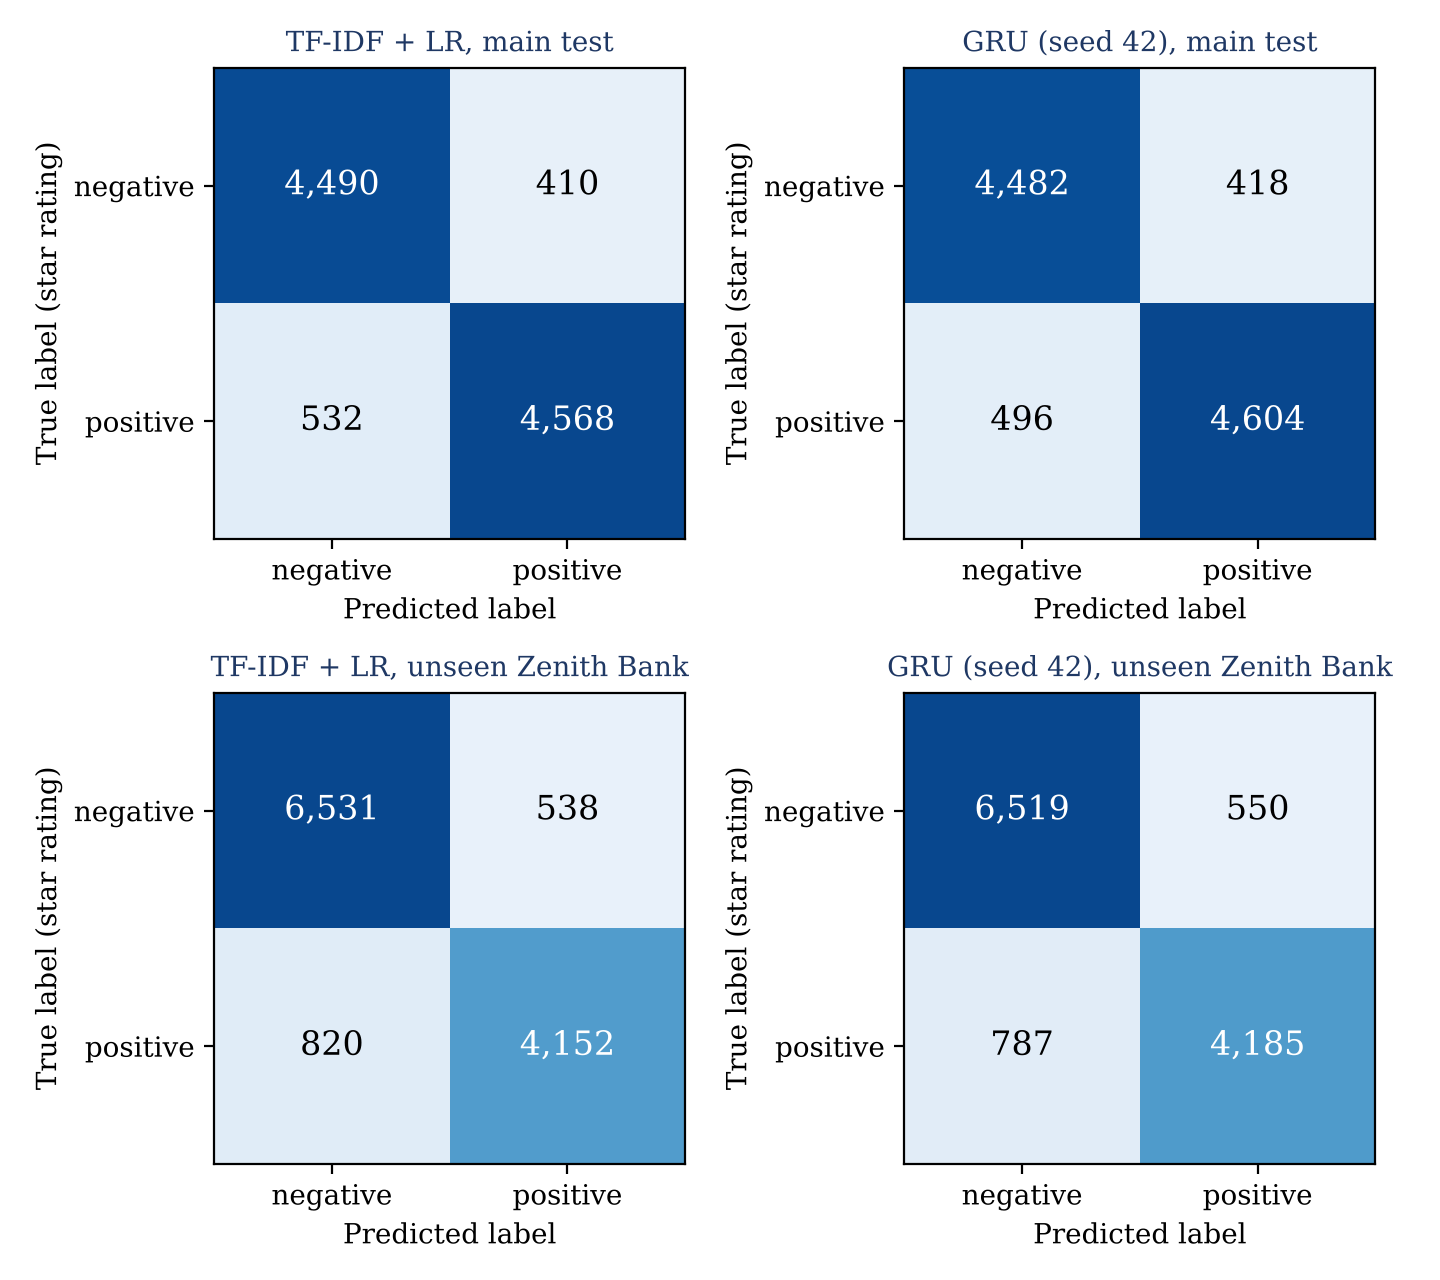 TF-IDF + LR, main test
True label (star rating)
negative
4,490
410
positive
532
4,568
negative
positive
Predicted label
GRU (seed 42), main test
True label (star rating)
negative
4,482
418
positive
496
4,604
negative
positive
Predicted label
TF-IDF + LR, unseen Zenith Bank
True label (star rating)
negative
6,531
538
positive
820
4,152
negative
positive
Predicted label
GRU (seed 42), unseen Zenith Bank
True label (star rating)
negative
6,519
550
positive
787
4,185
negative
positive
Predicted label